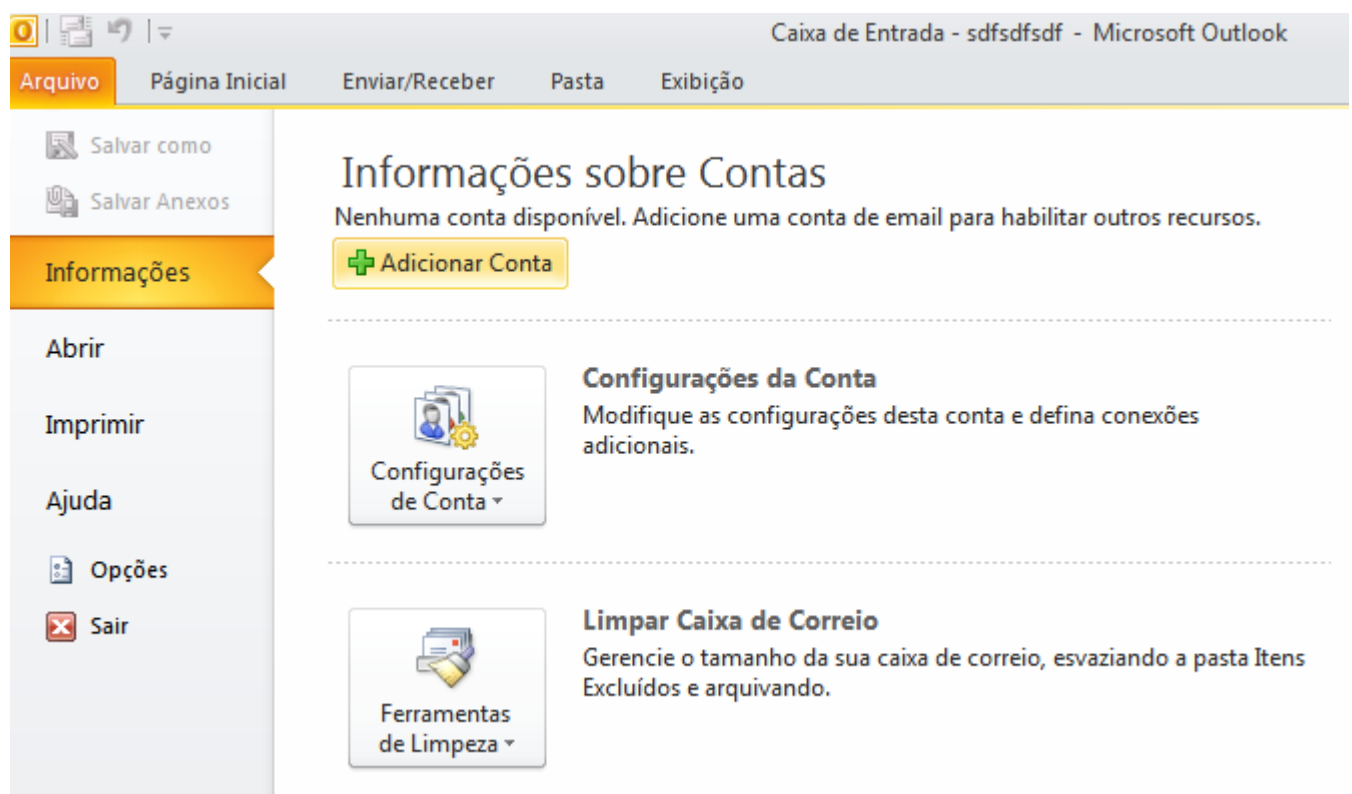 Caixa de Entrada - sdfsdfsdf - Microsoft Outlook
Arquivo Página Inicial Enviar/Receber Pasta Exibição
Salvar como
Salvar Anexos
Informações
Abrir
Imprimir
Ajuda
Opções
Sair
Informações sobre Contas
Nenhuma conta disponível. Adicione uma conta de email para habilitar outros recursos.
Adicionar Conta
Configurações
de Conta
Configurações da Conta
Modifique as configurações desta conta e defina conexões
adicionais.
Ferramentas
de Limpeza
Limpar Caixa de Correio
Gerencie o tamanho da sua caixa de correio, esvaziando a pasta Itens
Excluídos e arquivando.